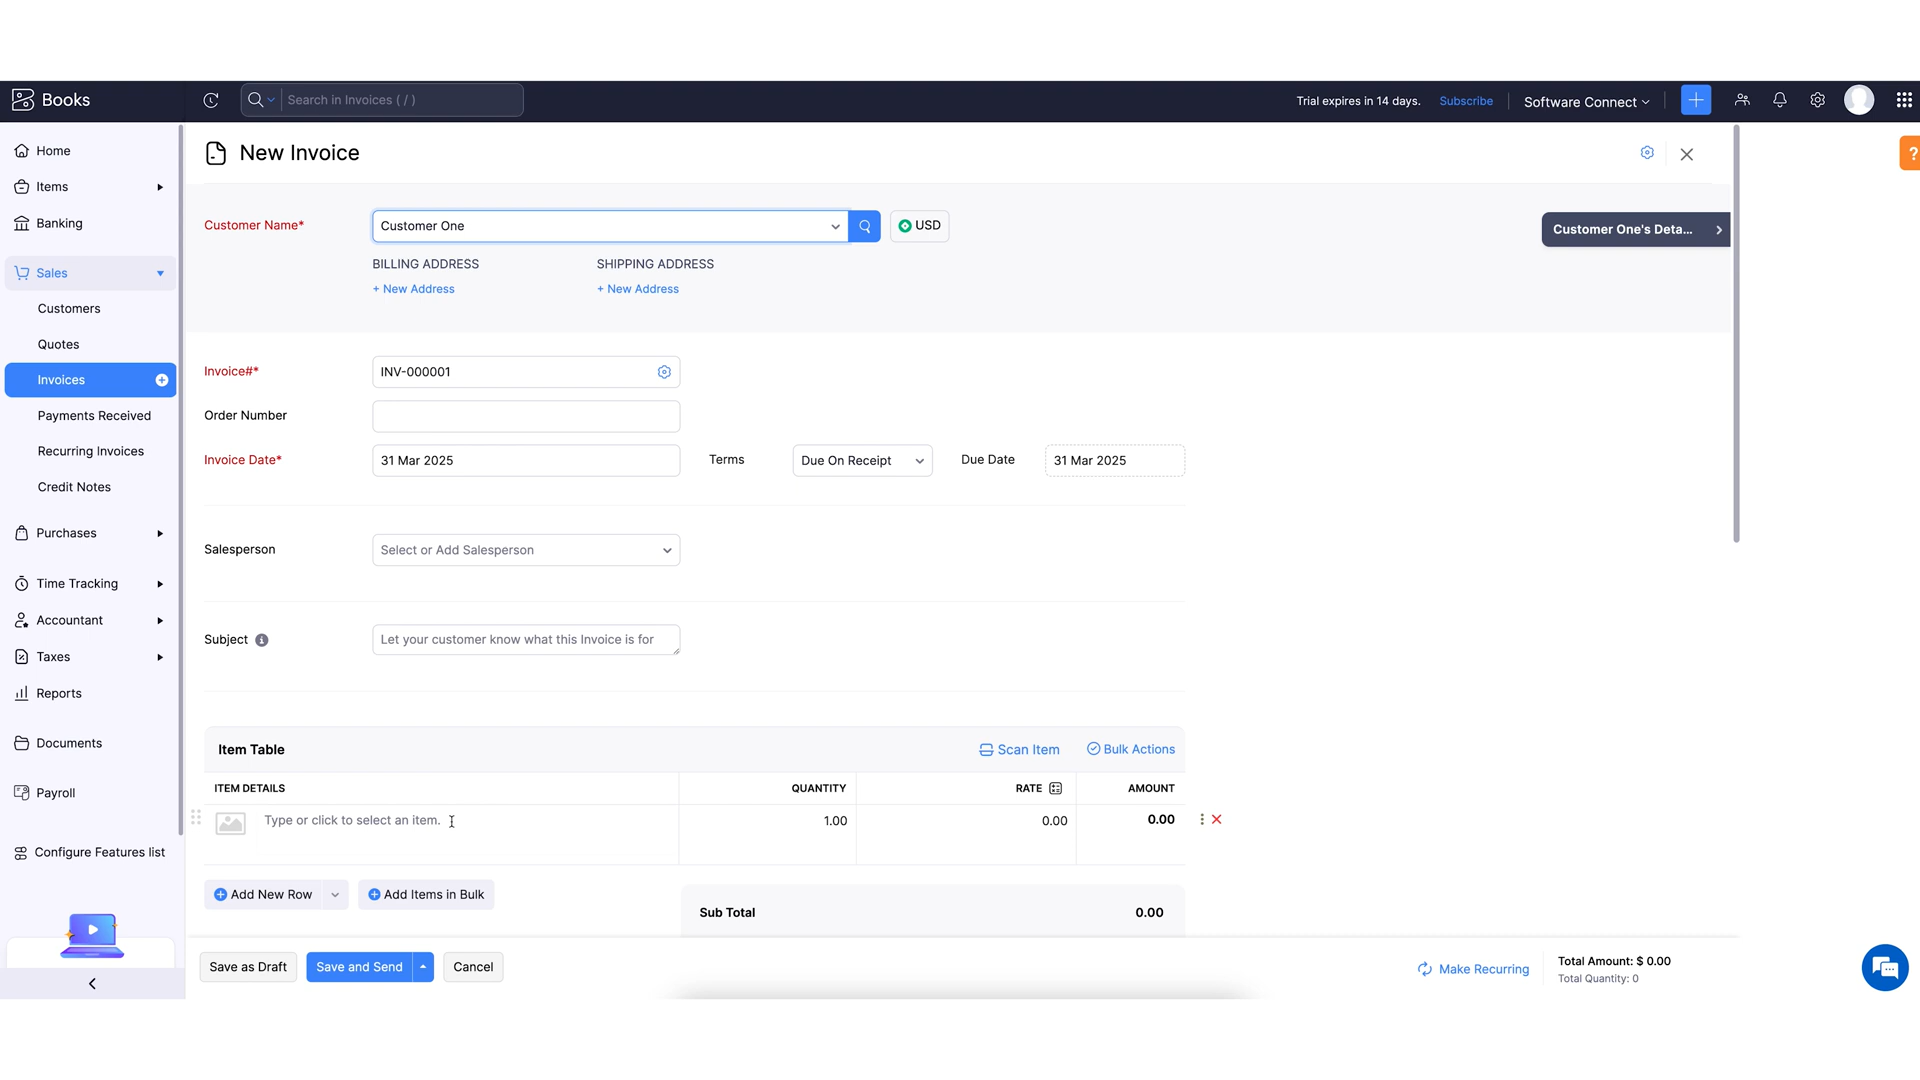 Books
Search in Invoices ( / )
Trial expires in 14 days.
Subscribe
Software Connect
Home
Items
Banking
Sales
Customers
Quotes
Invoices
Payments Received
Recurring Invoices
Credit Notes
Purchases
Time Tracking
Accountant
Taxes
Reports
Documents
Payroll
Configure Features list
New Invoice
?
Customer Name*
Customer One
USD
Customer One's Deta...
BILLING ADDRESS
SHIPPING ADDRESS
+ New Address
+ New Address
Invoice#*
INV-000001
Order Number
Invoice Date*
31 Mar 2025
Terms
Due On Receipt
Due Date
31 Mar 2025
Salesperson
Select or Add Salesperson
Subject
Let your customer know what this Invoice is for
Item Table
Scan Item
Bulk Actions
ITEM DETAILS
QUANTITY
RATE
AMOUNT
Type or click to select an item.
1.00
0.00
0.00
Add New Row
Add Items in Bulk
Sub Total
0.00
Save as Draft
Save and Send
Cancel
Make Recurring
Total Amount: $ 0.00
Total Quantity: 0